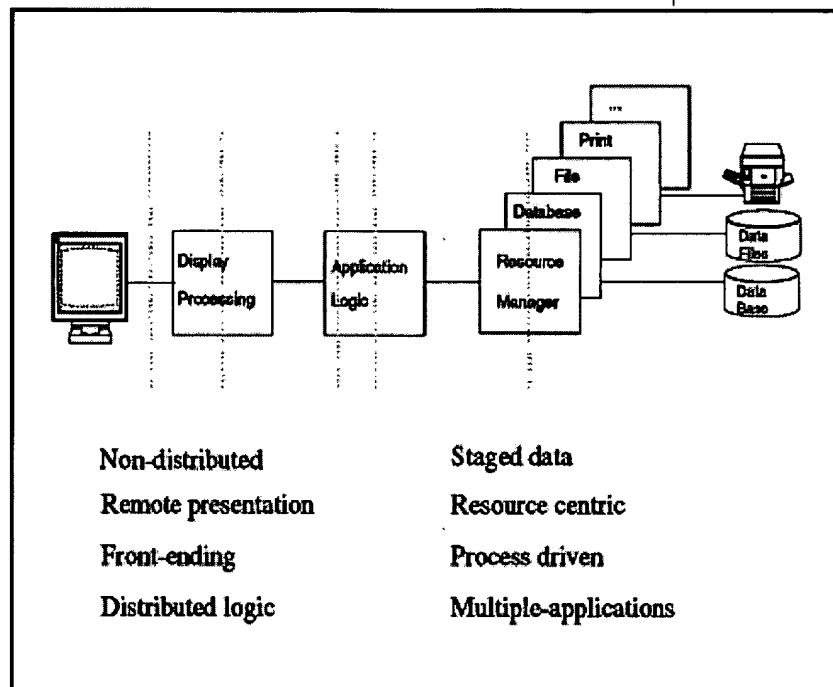 ...
Print
File
Database
Display
Processing
Application
Logic
Resource
Manager
Data
Files
Data
Base
Non-distributed
Staged data
Remote presentation
Resource centric
Front-ending
Process driven
Distributed logic
Multiple-applications